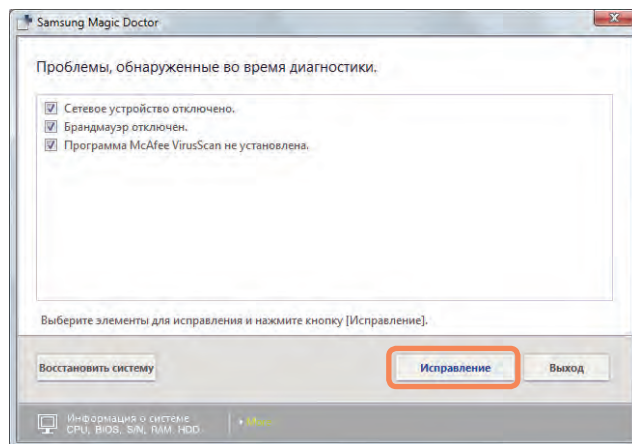 Samsung Magic Doctor
Проблемы, обнаруженные во время диагностики.
Сетевое устройство отключено.
Брандмауэр отключен.
Программа McAfee VirusScan не установлена.
Выберите элементы для исправления и нажмите кнопку [Исправление].
Восстановить систему
Исправление
Выход
Информация о системе
CPU, BIOS, S/N, RAM, HDD